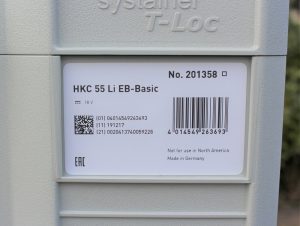 systainer
T-Loc
No. 201358
HKC 55 Li EB-Basic
18 V
(01) 04014549263693
(11) 191217
(21) 0020413740059228
4 014549 263693
Not for use in North America
Made in Germany
EAC